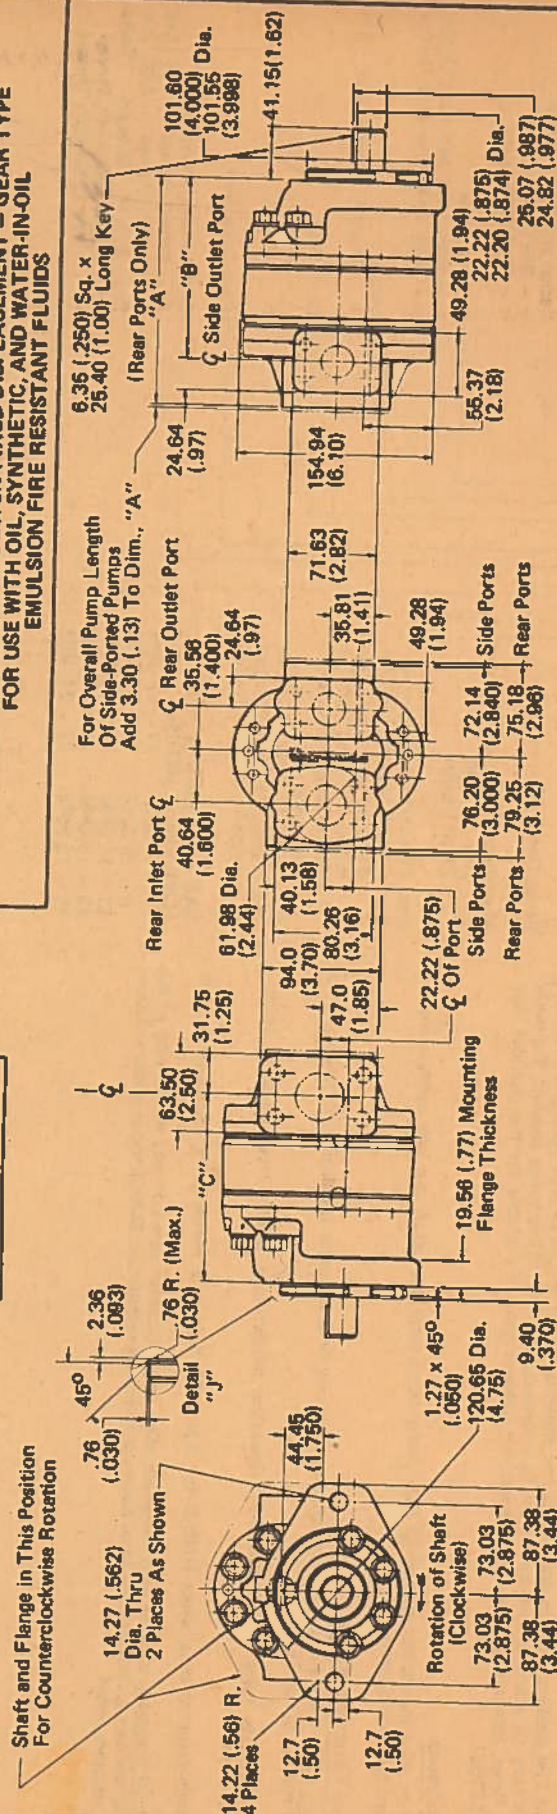 FOR USE WITH OIL, SYNTHETIC, AND WATER-IN-OIL
EMULSION FIRE RESISTANT FLUIDS
Shaft and Flange in This Position
For Counterclockwise Rotation
14.27 (.562)
Dia. Thru
2 Places As Shown
14.22 (.56) R.
4 Places
12.7
(.50)
12.7
(.50)
.76
(.030)
45°
2.36
(.093)
.76 R. (Max.)
(.030)
Detail
"J"
44.45
(1.750)
Rotation of Shaft
(Clockwise)
73.03
(2.875)
73.03
(2.875)
87.38
(3.44)
87.38
(3.44)
1.27 x 45°
(.050)
120.65 Dia.
(4.75)
9.40
(.370)
℄
63.50
(2.50)
31.75
(1.25)
"C"
19.56 (.77) Mounting
Flange Thickness
For Overall Pump Length
Of Side-Ported Pumps
Add 3.30 (.13) To Dim., "A"
Rear Inlet Port ℄
40.64
(1.600)
℄ Rear Outlet Port
35.56
(1.400)
24.64
(.97)
61.98 Dia.
(2.44)
40.13
(1.58)
94.0
(3.70)
80.26
(3.16)
47.0
(1.85)
22.22 (.875)
℄ Of Port
35.81
(1.41)
71.63
(2.82)
49.28
(1.94)
Side Ports
76.20
(3.000)
72.14
(2.840)
Side Ports
Rear Ports
79.25
(3.12)
75.18
(2.96)
Rear Ports
6.35 (.250) Sq. x
25.40 (1.00) Long Key
(Rear Ports Only)
"A"
"B"
℄ Side Outlet Port
101.60
(4.000)
101.55
(3.998)
Dia.
41.15(1.62)
24.64
(.97)
154.94
(6.10)
55.37
(2.18)
49.28 (1.94)
22.22 (.875)
22.20 (.874)
Dia.
25.07 (.987)
24.82 (.977)